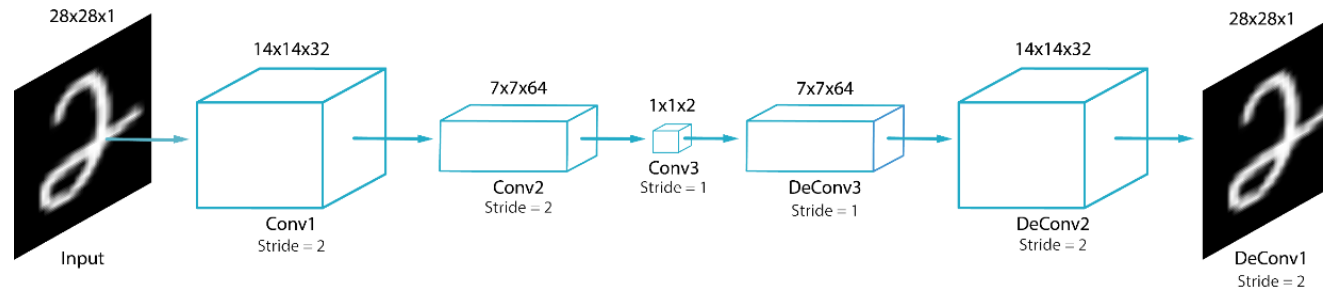 28x28x1
Input
14x14x32
Conv1
Stride = 2
7x7x64
Conv2
Stride = 2
1x1x2
Conv3
Stride = 1
7x7x64
DeConv3
Stride = 1
14x14x32
DeConv2
Stride = 2
28x28x1
DeConv1
Stride = 2